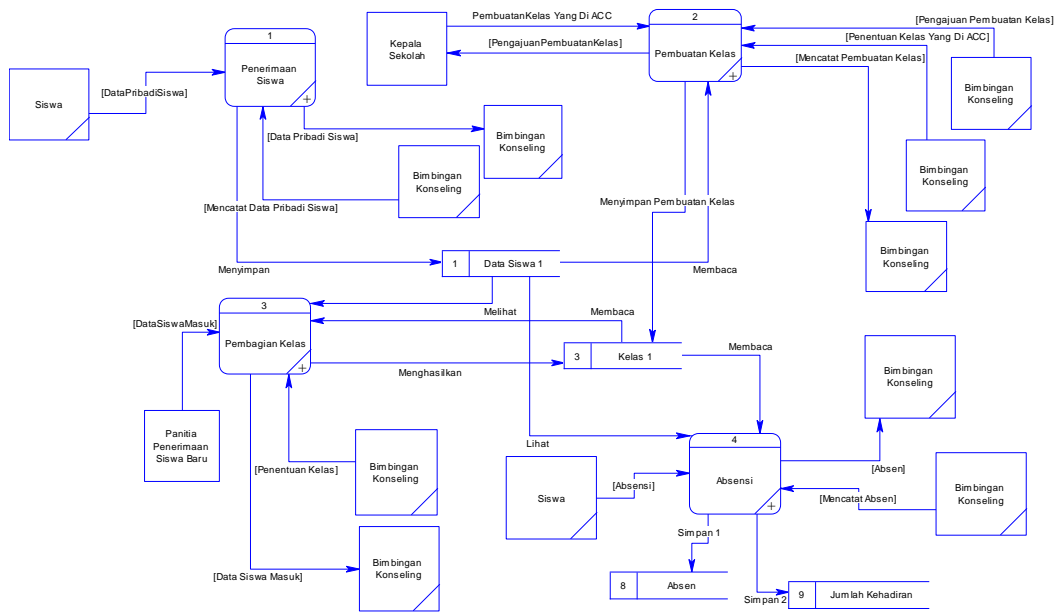 1
Penerimaan
Siswa
Siswa
[DataPribadiSiswa]
[Data Pribadi Siswa]
Bimbingan
Konseling
Bimbingan
Konseling
[Mencatat Data Pribadi Siswa]
Menyimpan
Kepala
Sekolah
PembuatanKelas Yang Di ACC
[PengajuanPembuatanKelas]
2
Pembuatan Kelas
[Pengajuan Pembuatan Kelas]
[Penentuan Kelas Yang Di ACC]
[Mencatat Pembuatan Kelas]
Bimbingan
Konseling
Bimbingan
Konseling
Bimbingan
Konseling
Menyimpan Pembuatan Kelas
1
Data Siswa 1
Membaca
3
Pembagian Kelas
[DataSiswaMasuk]
Melihat
Membaca
3
Kelas 1
Membaca
Menghasilkan
Panitia
Penerimaan
Siswa Baru
[Penentuan Kelas]
Bimbingan
Konseling
[Data Siswa Masuk]
Bimbingan
Konseling
Lihat
4
Absensi
Siswa
[Absensi]
[Absen]
Bimbingan
Konseling
[Mencatat Absen]
Bimbingan
Konseling
Simpan 1
8
Absen
Simpan 2
9
Jumlah Kehadiran